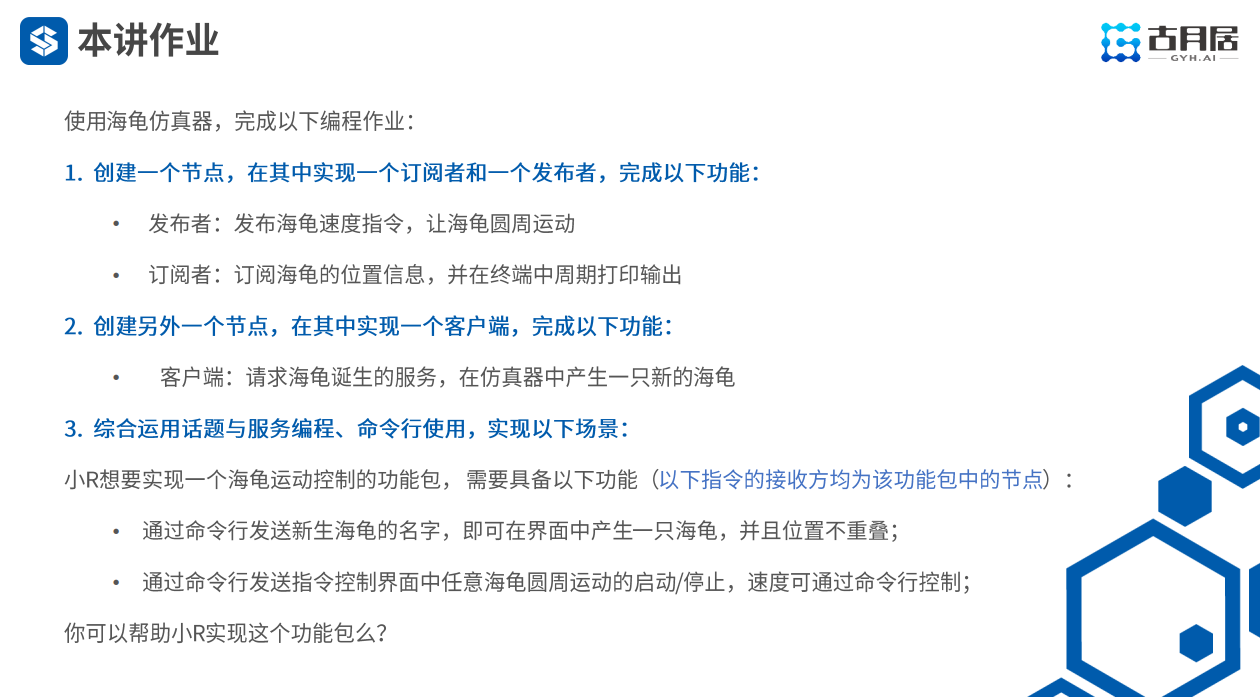 本讲作业
古月居
GYH.AI
使用海龟仿真器，完成以下编程作业：
1. 创建一个节点，在其中实现一个订阅者和一个发布者，完成以下功能：
• 发布者：发布海龟速度指令，让海龟圆周运动
• 订阅者：订阅海龟的位置信息，并在终端中周期打印输出
2. 创建另外一个节点，在其中实现一个客户端，完成以下功能：
• 客户端：请求海龟诞生的服务，在仿真器中产生一只新的海龟
3. 综合运用话题与服务编程、命令行使用，实现以下场景：
小R想要实现一个海龟运动控制的功能包， 需要具备以下功能（以下指令的接收方均为该功能包中的节点）：
• 通过命令行发送新生海龟的名字，即可在界面中产生一只海龟，并且位置不重叠；
• 通过命令行发送指令控制界面中任意海龟圆周运动的启动/停止，速度可通过命令行控制；
你可以帮助小R实现这个功能包么？